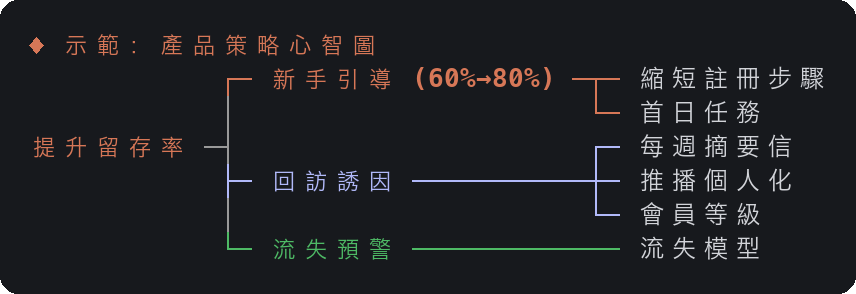 ◆ 示範: 產品策略心智圖
新手引導 (60%→80%) 縮短註冊步驟
首日任務
提升留存率 每週摘要信
回訪誘因 推播個人化
會員等級
流失預警 流失模型